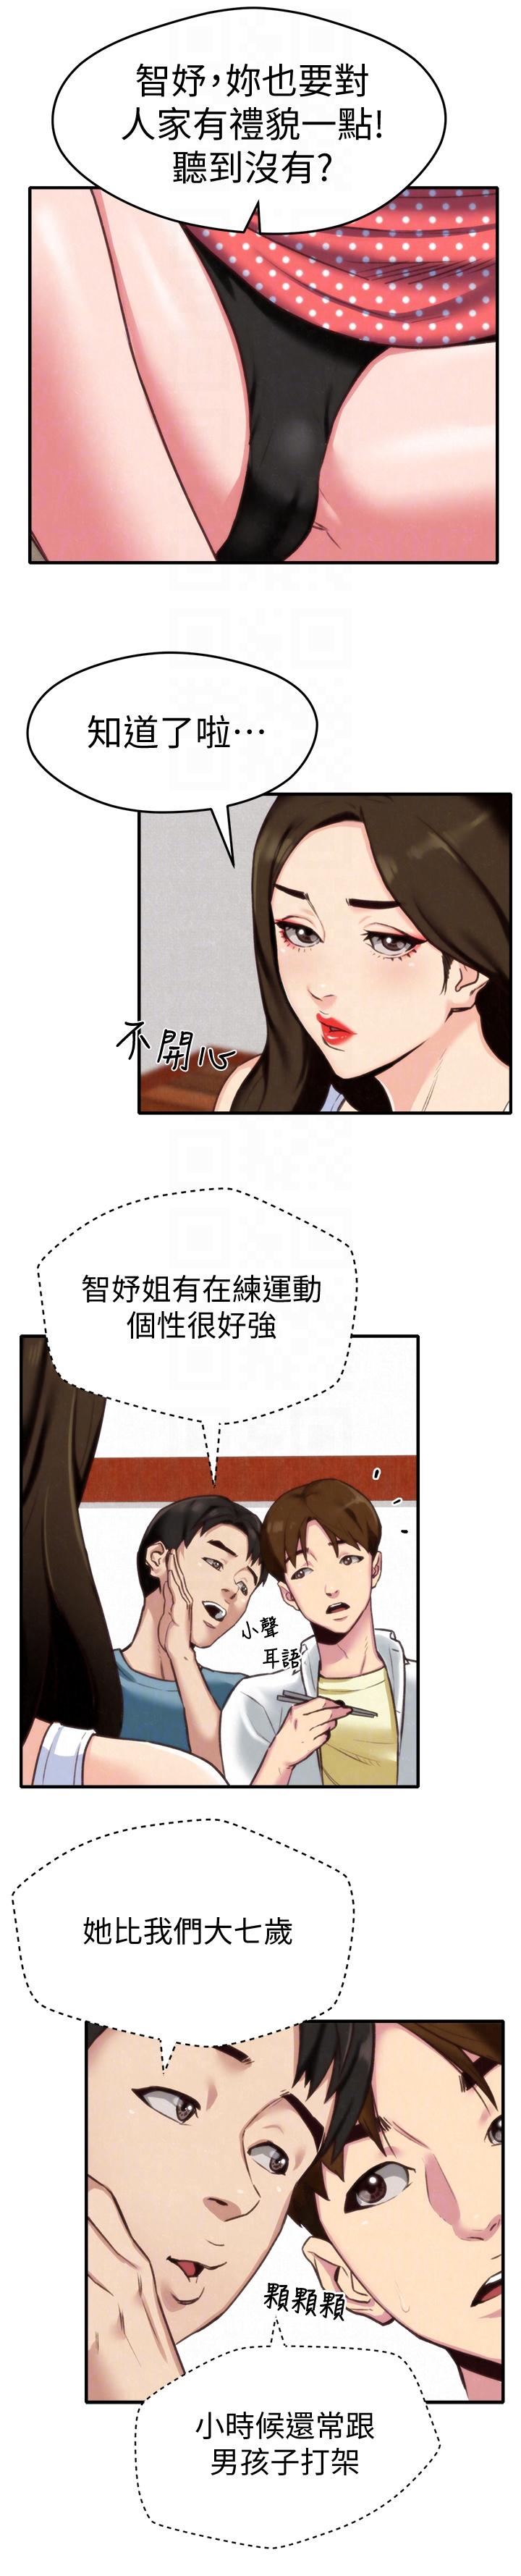 智妤,妳也要對
人家有禮貌一點!
聽到沒有?
知道了啦⋯
不開心
智妤姐有在練運動
個性很好強
小聲
耳語
她比我們大七歲
顆顆顆
小時候還常跟
男孩子打架